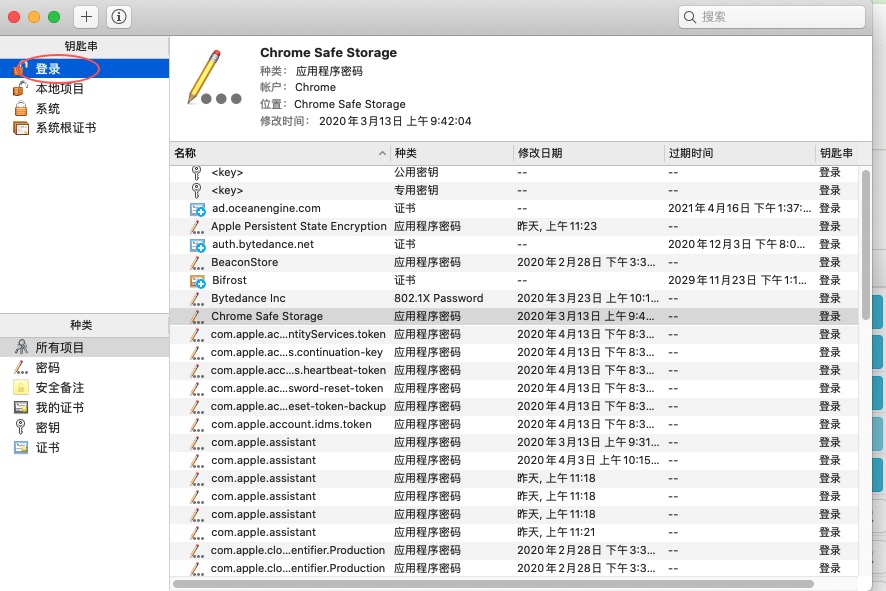 搜索
钥匙串
登录
本地项目
系统
系统根证书
Chrome Safe Storage
种类: 应用程序密码
帐户: Chrome
位置: Chrome Safe Storage
修改时间: 2020年3月13日 上午9:42:04
名称 种类 修改日期 过期时间 钥匙串
<key> 公用密钥 -- -- 登录
<key> 专用密钥 -- -- 登录
ad.oceanengine.com 证书 -- 2021年4月16日 下午1:37:... 登录
Apple Persistent State Encryption 应用程序密码 昨天, 上午11:23 -- 登录
auth.bytedance.net 证书 -- 2020年12月3日 下午8:0... 登录
BeaconStore 应用程序密码 2020年2月28日 下午3:3... -- 登录
Bifrost 证书 -- 2029年11月23日 下午1:1... 登录
Bytedance Inc 802.1X Password 2020年3月23日 上午10:1... -- 登录
Chrome Safe Storage 应用程序密码 2020年3月13日 上午9:4... -- 登录
com.apple.ac...ntityServices.token 应用程序密码 2020年4月3日 下午8:3... -- 登录
com.apple.ac...s.continuation-key 应用程序密码 2020年4月3日 下午8:3... -- 登录
com.apple.acc...s.heartbeat-token 应用程序密码 2020年4月3日 下午8:3... -- 登录
com.apple.ac...sword-reset-token 应用程序密码 2020年4月3日 下午8:3... -- 登录
com.apple.ac...eset-token-backup 应用程序密码 2020年4月3日 下午8:3... -- 登录
com.apple.account.idms.token 应用程序密码 2020年4月3日 下午8:3... -- 登录
com.apple.assistant 应用程序密码 2020年3月13日 上午9:31... -- 登录
com.apple.assistant 应用程序密码 2020年4月3日 上午10:15... -- 登录
com.apple.assistant 应用程序密码 昨天, 上午11:18 -- 登录
com.apple.assistant 应用程序密码 昨天, 上午11:18 -- 登录
com.apple.assistant 应用程序密码 昨天, 上午11:18 -- 登录
com.apple.assistant 应用程序密码 昨天, 上午11:21 -- 登录
com.apple.clo...entifier.Production 应用程序密码 2020年2月28日 下午3:3... -- 登录
com.apple.clo...entifier.Production 应用程序密码 2020年2月28日 下午3:3... -- 登录
种类
所有项目
密码
安全备注
我的证书
密钥
证书